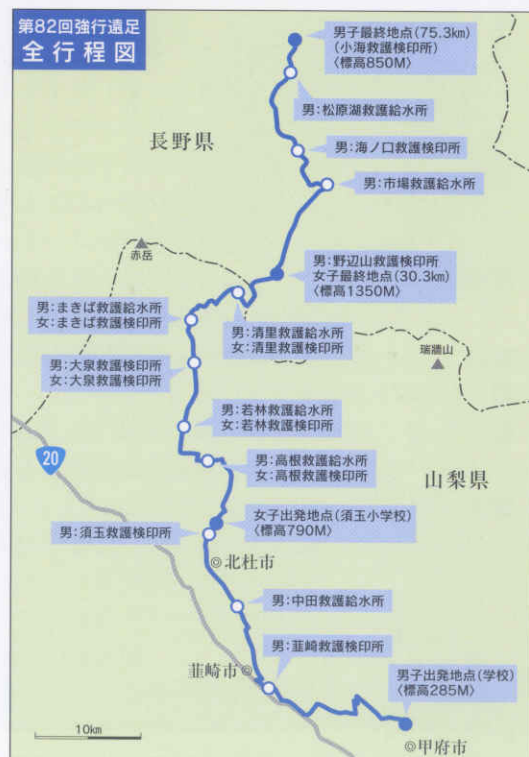 第82回強行遠足
全行程図
男子最終地点(75.3km)
(小海救護検印所)
〈標高850M〉
男:松原湖救護給水所
長野県
男:海ノ口救護検印所
男:市場救護給水所
赤岳
男:野辺山救護検印所
女子最終地点(30.3km)
〈標高1350M〉
男:まきば救護給水所
女:まきば救護検印所
男:清里救護給水所
女:清里救護検印所
瑞牆山
男:大泉救護検印所
女:大泉救護検印所
男:若林救護給水所
女:若林救護検印所
20
男:高根救護給水所
女:高根救護検印所
山梨県
女子出発地点(須玉小学校)
〈標高790M〉
男:須玉救護検印所
北杜市
男:中田救護給水所
男:韮崎救護検印所
韮崎市
男子出発地点(学校)
〈標高285M〉
10km
甲府市